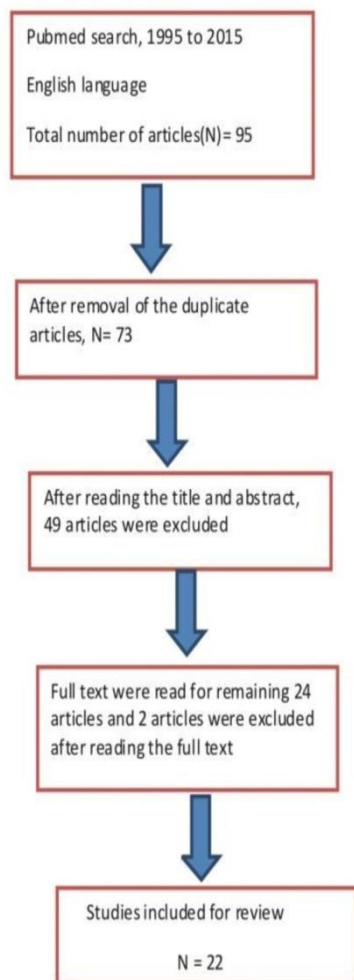 Pubmed search, 1995 to 2015
English language
Total number of articles(N)= 95
After removal of the duplicate
articles, N= 73
After reading the title and abstract,
49 articles were excluded
Full text were read for remaining 24
articles and 2 articles were excluded
after reading the full text
Studies included for review
N = 22